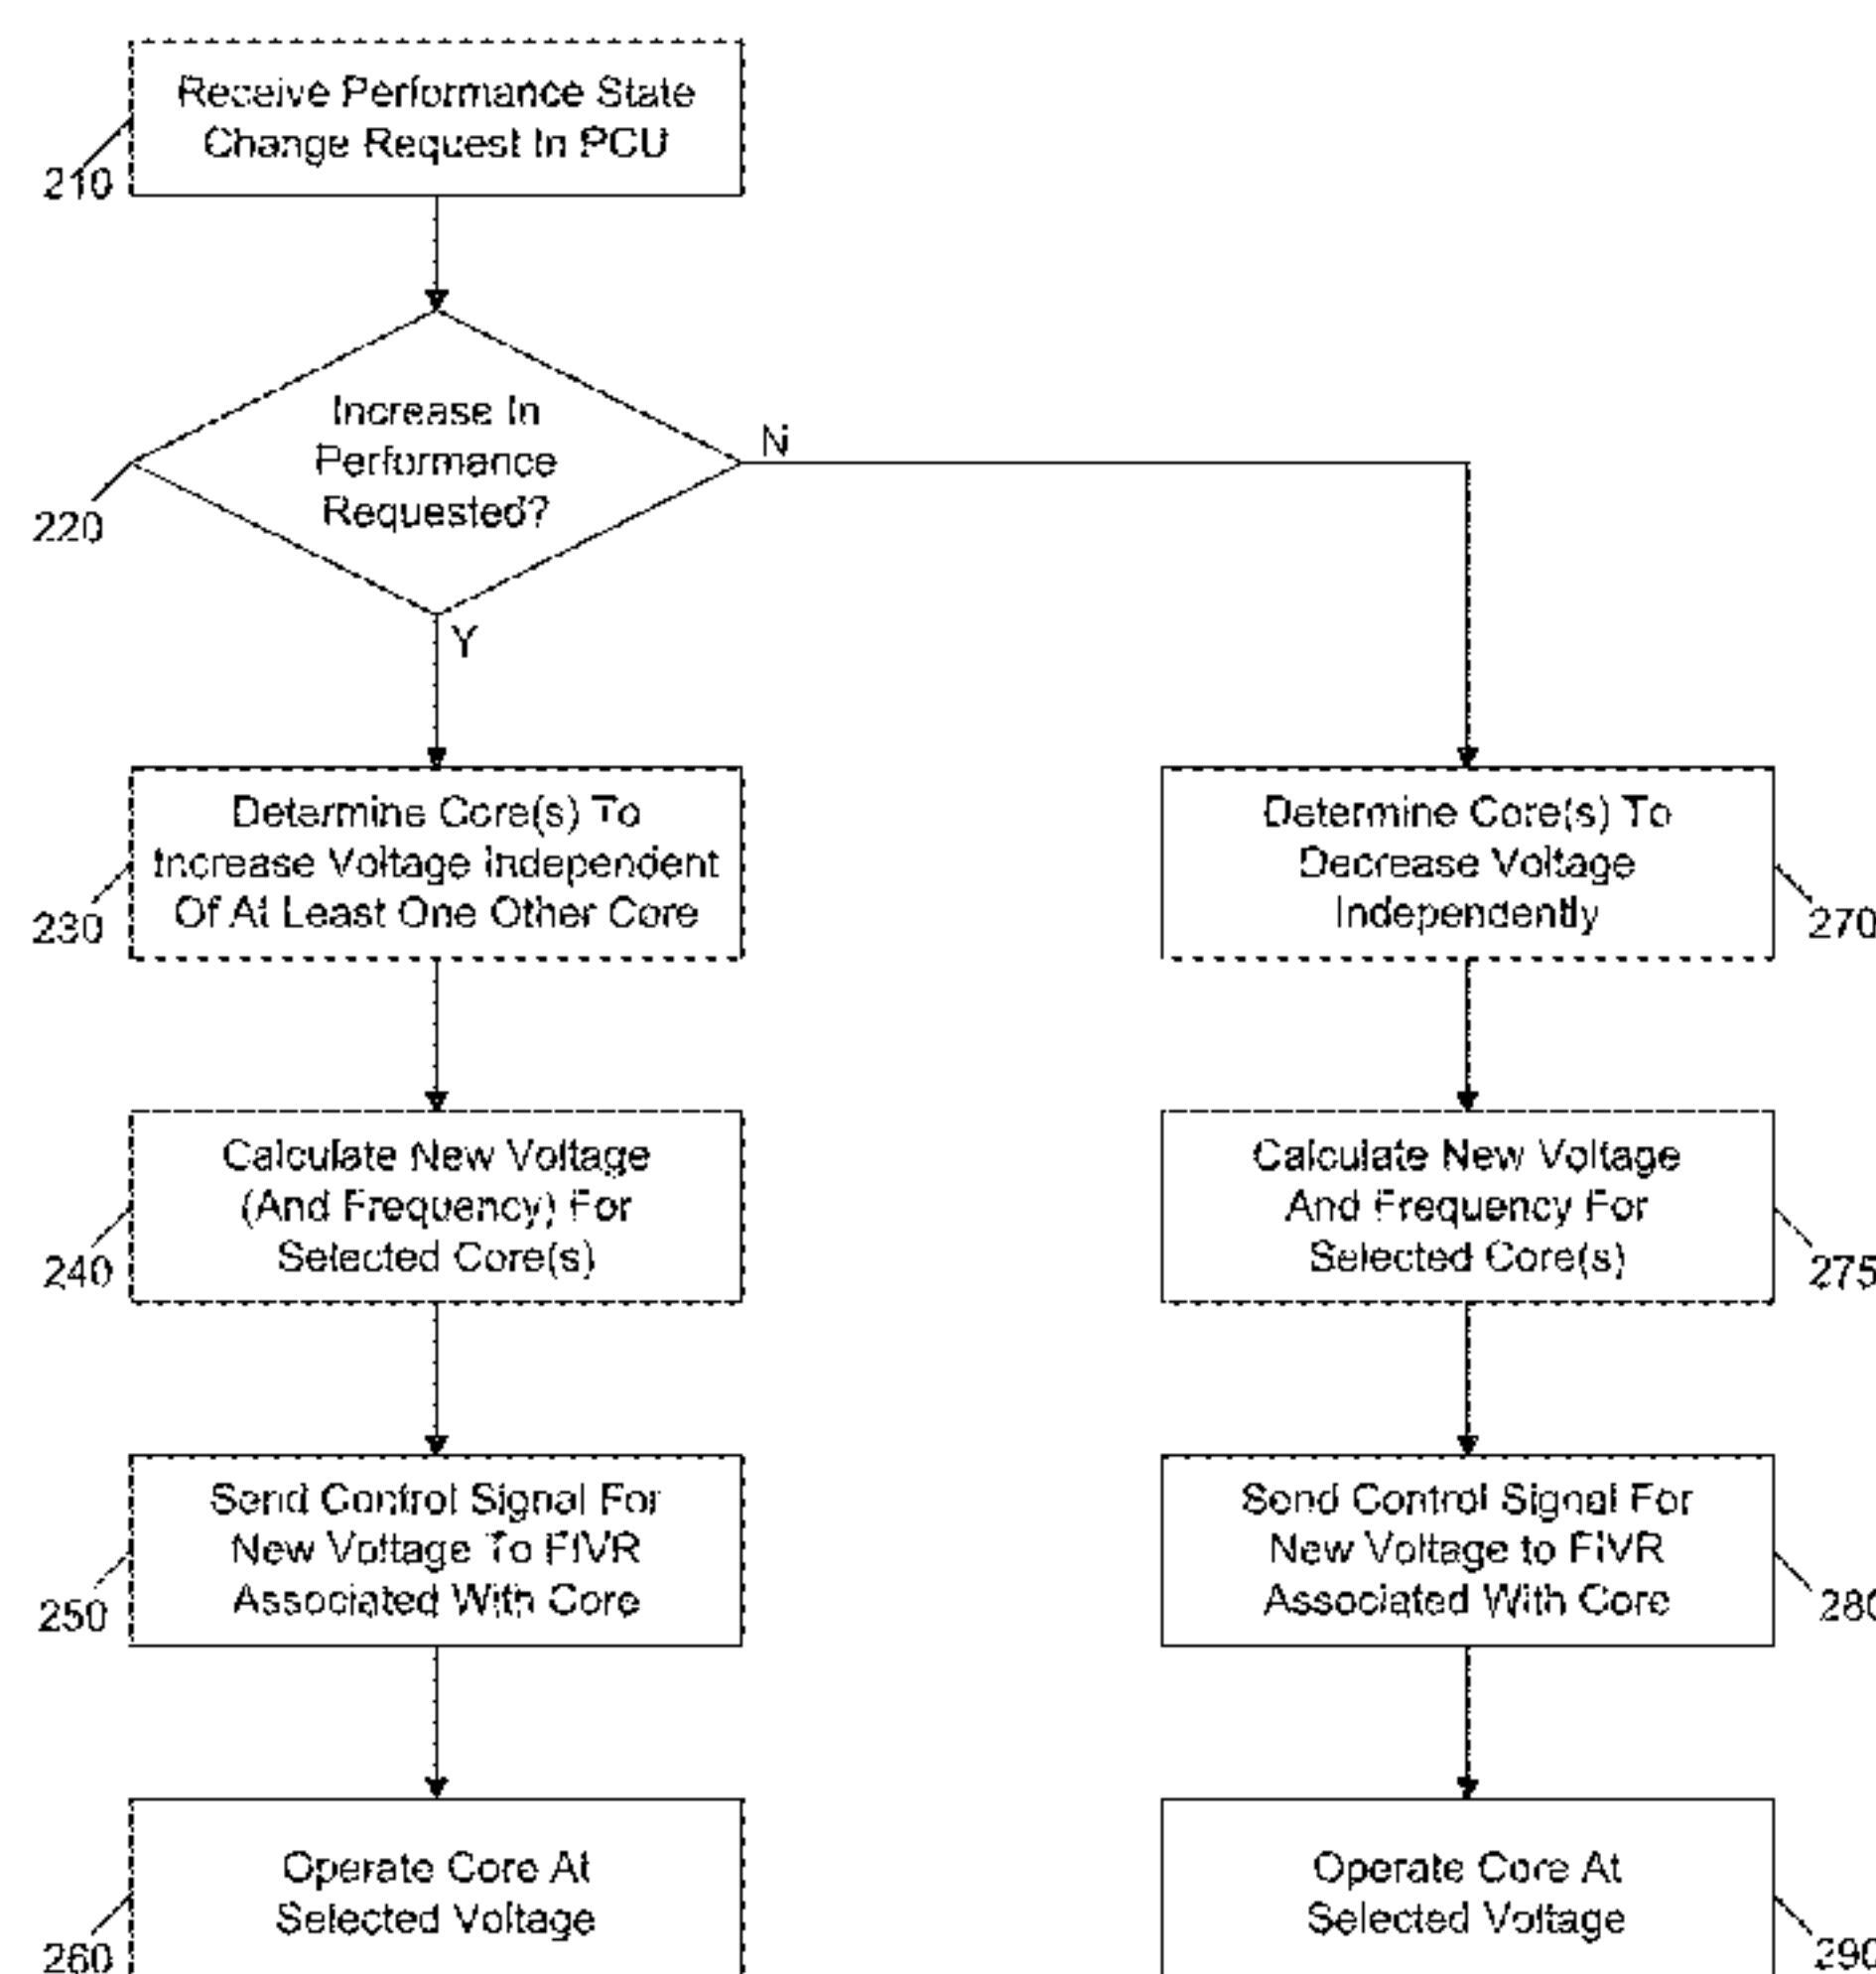 Receive Performance State
Change Request In PCU
210
Increase In
Performance
Requested?
N
220
Y
Determine Core(s) To
Increase Voltage Independent
Of At Least One Other Core
230
Determine Core(s) To
Decrease Voltage
Independently
270
Calculate New Voltage
(And Frequency) For
Selected Core(s)
240
Calculate New Voltage
And Frequency For
Selected Core(s)
275
Send Control Signal For
New Voltage To FIVR
Associated With Core
250
Send Control Signal For
New Voltage to FIVR
Associated With Core
280
Operate Core At
Selected Voltage
260
Operate Core At
Selected Voltage
290